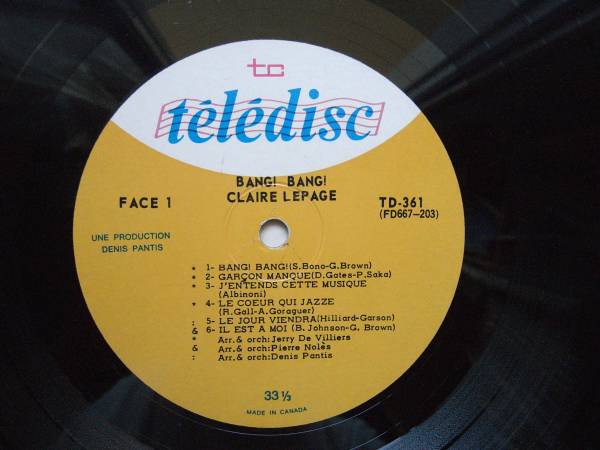 tc
télédisc
BANG! BANG!
CLAIRE LEPAGE
FACE 1
TD-361
(FD667-203)
UNE PRODUCTION
DENIS PANTIS
* 1- BANG! BANG!(S.Bono-G.Brown)
* 2- GARÇON MANQUE(D.Gates-P.Saka)
* 3- J'ENTENDS CETTE MUSIQUE
(Albinoni)
* 4- LE COEUR QUI JAZZE
(R.Gall-A.Goraguer)
: 5- LE JOUR VIENDRA(Hilliard-Garson)
& 6- IL EST A MOI (B.Johnson-G. Brown)
* Arr.& orch:Jerry De Villiers
& Arr.& orch:Pierre Nolès
: Arr.& orch:Denis Pantis
33 ⅓
MADE IN CANADA